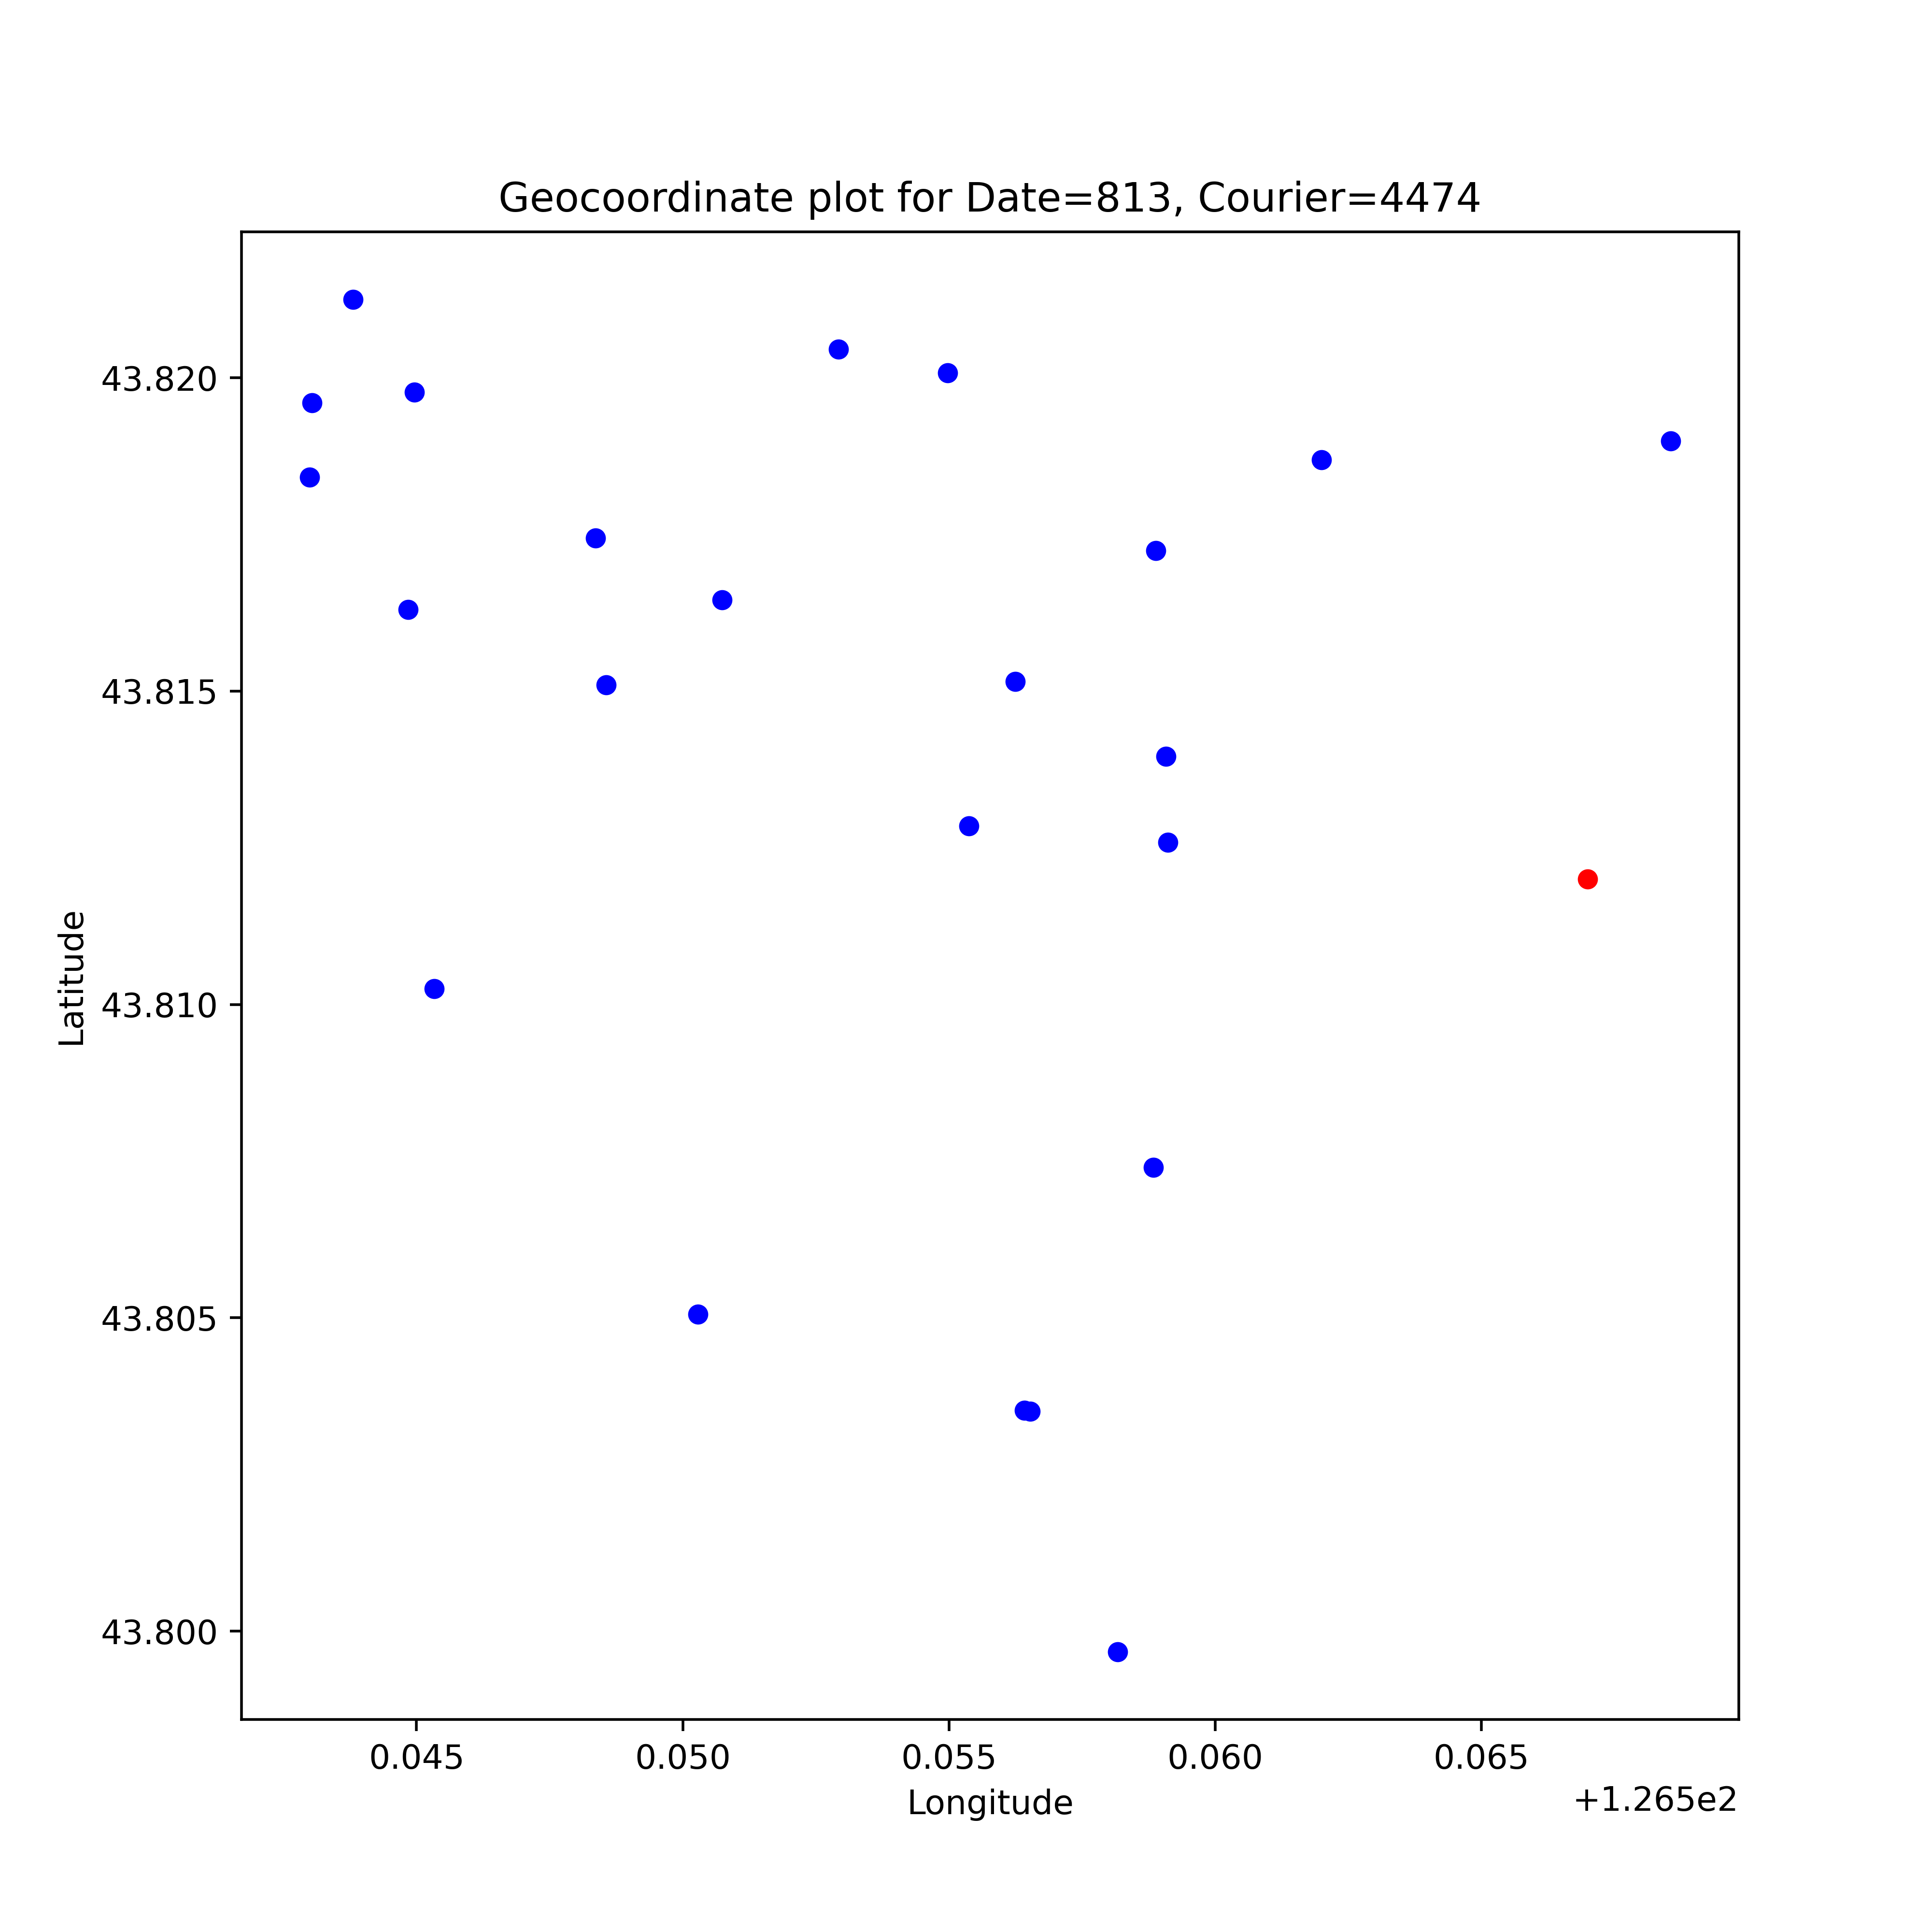 Geocoordinate plot for Date=813, Courier=4474
43.820
43.815
43.810
43.805
43.800
Latitude
0.045 0.050 0.055 0.060 0.065
Longitude
+1.265e2